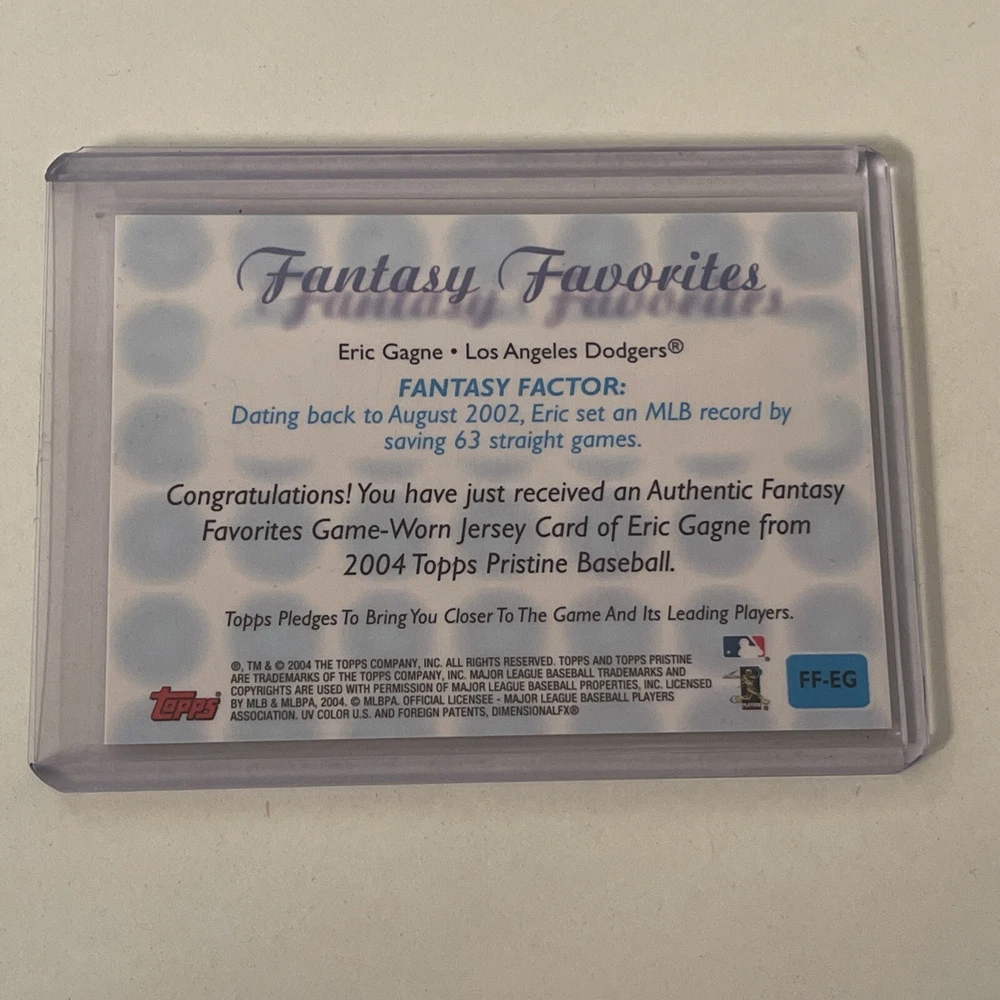 Fantasy Favorites
Eric Gagne • Los Angeles Dodgers®
FANTASY FACTOR:
Dating back to August 2002, Eric set an MLB record by
saving 63 straight games.
Congratulations! You have just received an Authentic Fantasy
Favorites Game-Worn Jersey Card of Eric Gagne from
2004 Topps Pristine Baseball.
Topps Pledges To Bring You Closer To The Game And Its Leading Players.
®, TM & © 2004 THE TOPPS COMPANY, INC. ALL RIGHTS RESERVED. TOPPS AND TOPPS PRISTINE
ARE TRADEMARKS OF THE TOPPS COMPANY, INC. MAJOR LEAGUE BASEBALL TRADEMARKS AND
COPYRIGHTS ARE USED WITH PERMISSION OF MAJOR LEAGUE BASEBALL PROPERTIES, INC. LICENSED
BY MLB & MLBPA, 2004. © MLBPA. OFFICIAL LICENSEE - MAJOR LEAGUE BASEBALL PLAYERS
ASSOCIATION. UV COLOR U.S. AND FOREIGN PATENTS, DIMENSIONALFX®
Topps®
FF-EG